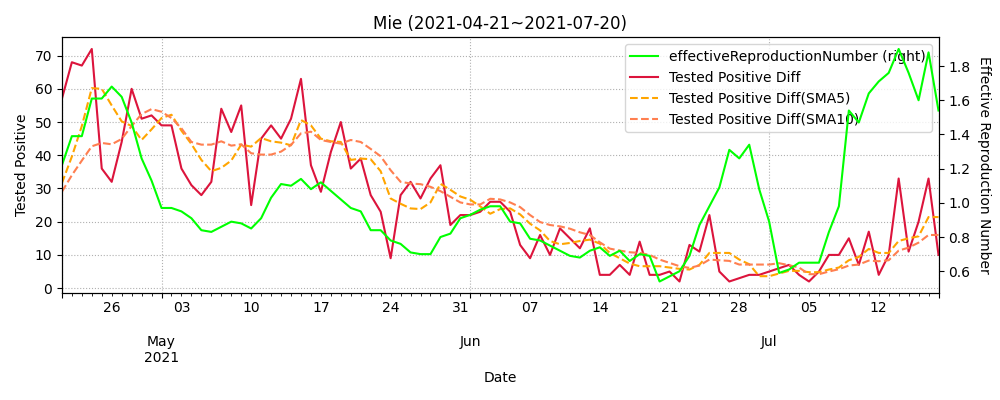 Mie (2021-04-21~2021-07-20)
effectiveReproductionNumber (right)
Tested Positive Diff
Tested Positive Diff(SMA5)
Tested Positive Diff(SMA10)
Tested Positive
70
60
50
40
30
20
10
0
1.8
1.6
1.4
1.2
1.0
0.8
0.6
Effective Reproduction Number
26 03 10 17 24 31 07 14 21 28 05 12
May Jun Jul
2021
Date